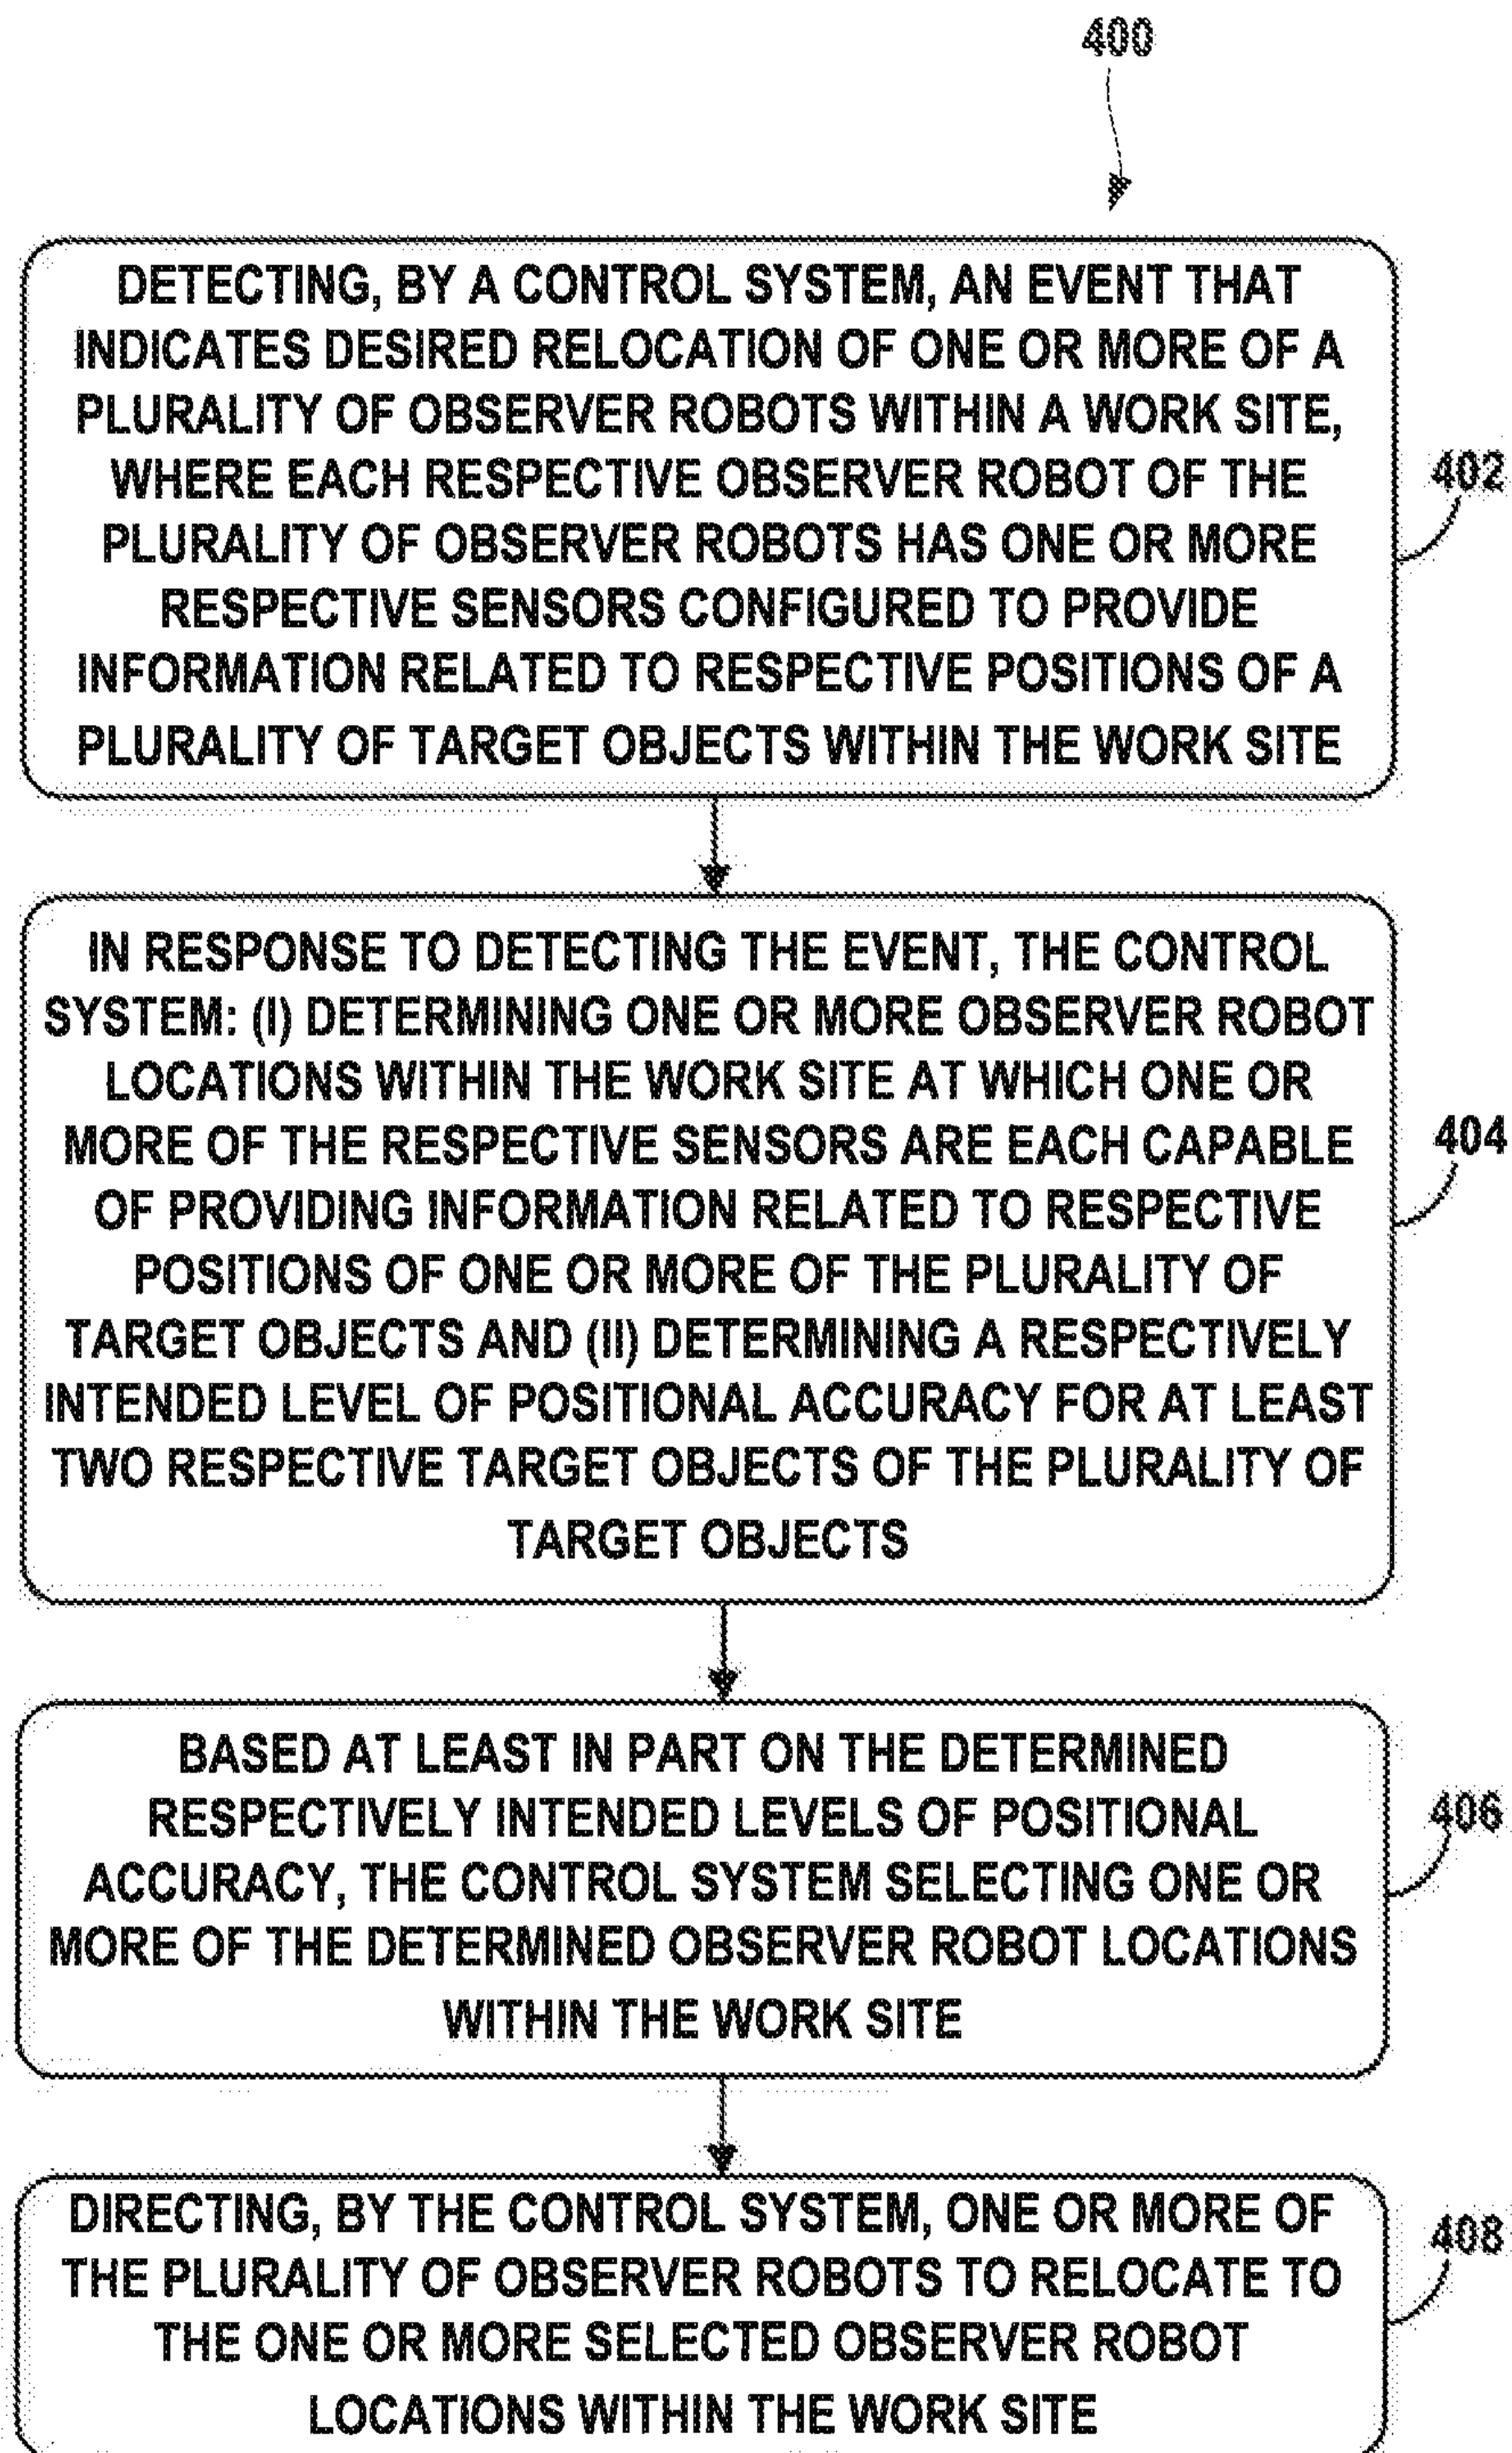 400
DETECTING, BY A CONTROL SYSTEM, AN EVENT THAT
INDICATES DESIRED RELOCATION OF ONE OR MORE OF A
PLURALITY OF OBSERVER ROBOTS WITHIN A WORK SITE,
WHERE EACH RESPECTIVE OBSERVER ROBOT OF THE
PLURALITY OF OBSERVER ROBOTS HAS ONE OR MORE
RESPECTIVE SENSORS CONFIGURED TO PROVIDE
INFORMATION RELATED TO RESPECTIVE POSITIONS OF A
PLURALITY OF TARGET OBJECTS WITHIN THE WORK SITE
402
IN RESPONSE TO DETECTING THE EVENT, THE CONTROL
SYSTEM: (I) DETERMINING ONE OR MORE OBSERVER ROBOT
LOCATIONS WITHIN THE WORK SITE AT WHICH ONE OR
MORE OF THE RESPECTIVE SENSORS ARE EACH CAPABLE
OF PROVIDING INFORMATION RELATED TO RESPECTIVE
POSITIONS OF ONE OR MORE OF THE PLURALITY OF
TARGET OBJECTS AND (II) DETERMINING A RESPECTIVELY
INTENDED LEVEL OF POSITIONAL ACCURACY FOR AT LEAST
TWO RESPECTIVE TARGET OBJECTS OF THE PLURALITY OF
TARGET OBJECTS
404
BASED AT LEAST IN PART ON THE DETERMINED
RESPECTIVELY INTENDED LEVELS OF POSITIONAL
ACCURACY, THE CONTROL SYSTEM SELECTING ONE OR
MORE OF THE DETERMINED OBSERVER ROBOT LOCATIONS
WITHIN THE WORK SITE
406
DIRECTING, BY THE CONTROL SYSTEM, ONE OR MORE OF
THE PLURALITY OF OBSERVER ROBOTS TO RELOCATE TO
THE ONE OR MORE SELECTED OBSERVER ROBOT
LOCATIONS WITHIN THE WORK SITE
408